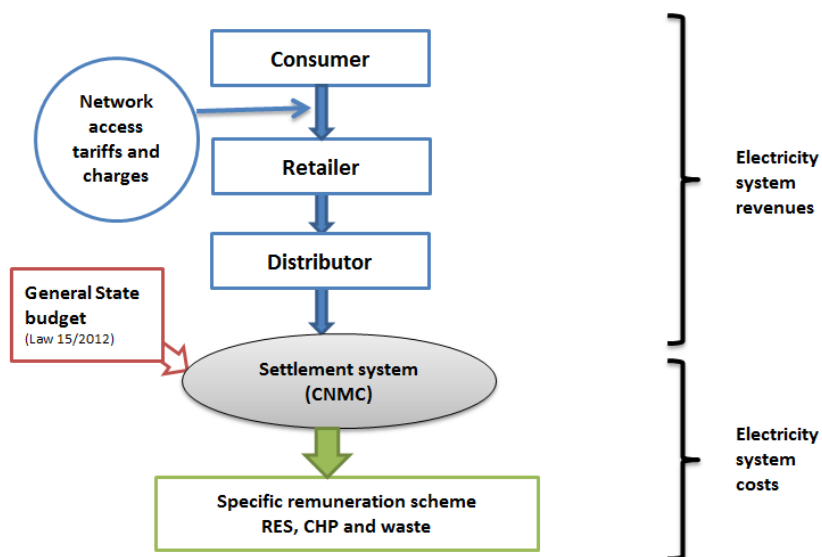 Consumer
Network
access
tariffs and
charges
Retailer
Electricity
system
revenues
Distributor
General State
budget
(Law 15/2012)
Settlement system
(CNMC)
Electricity
system
costs
Specific remuneration scheme
RES, CHP and waste